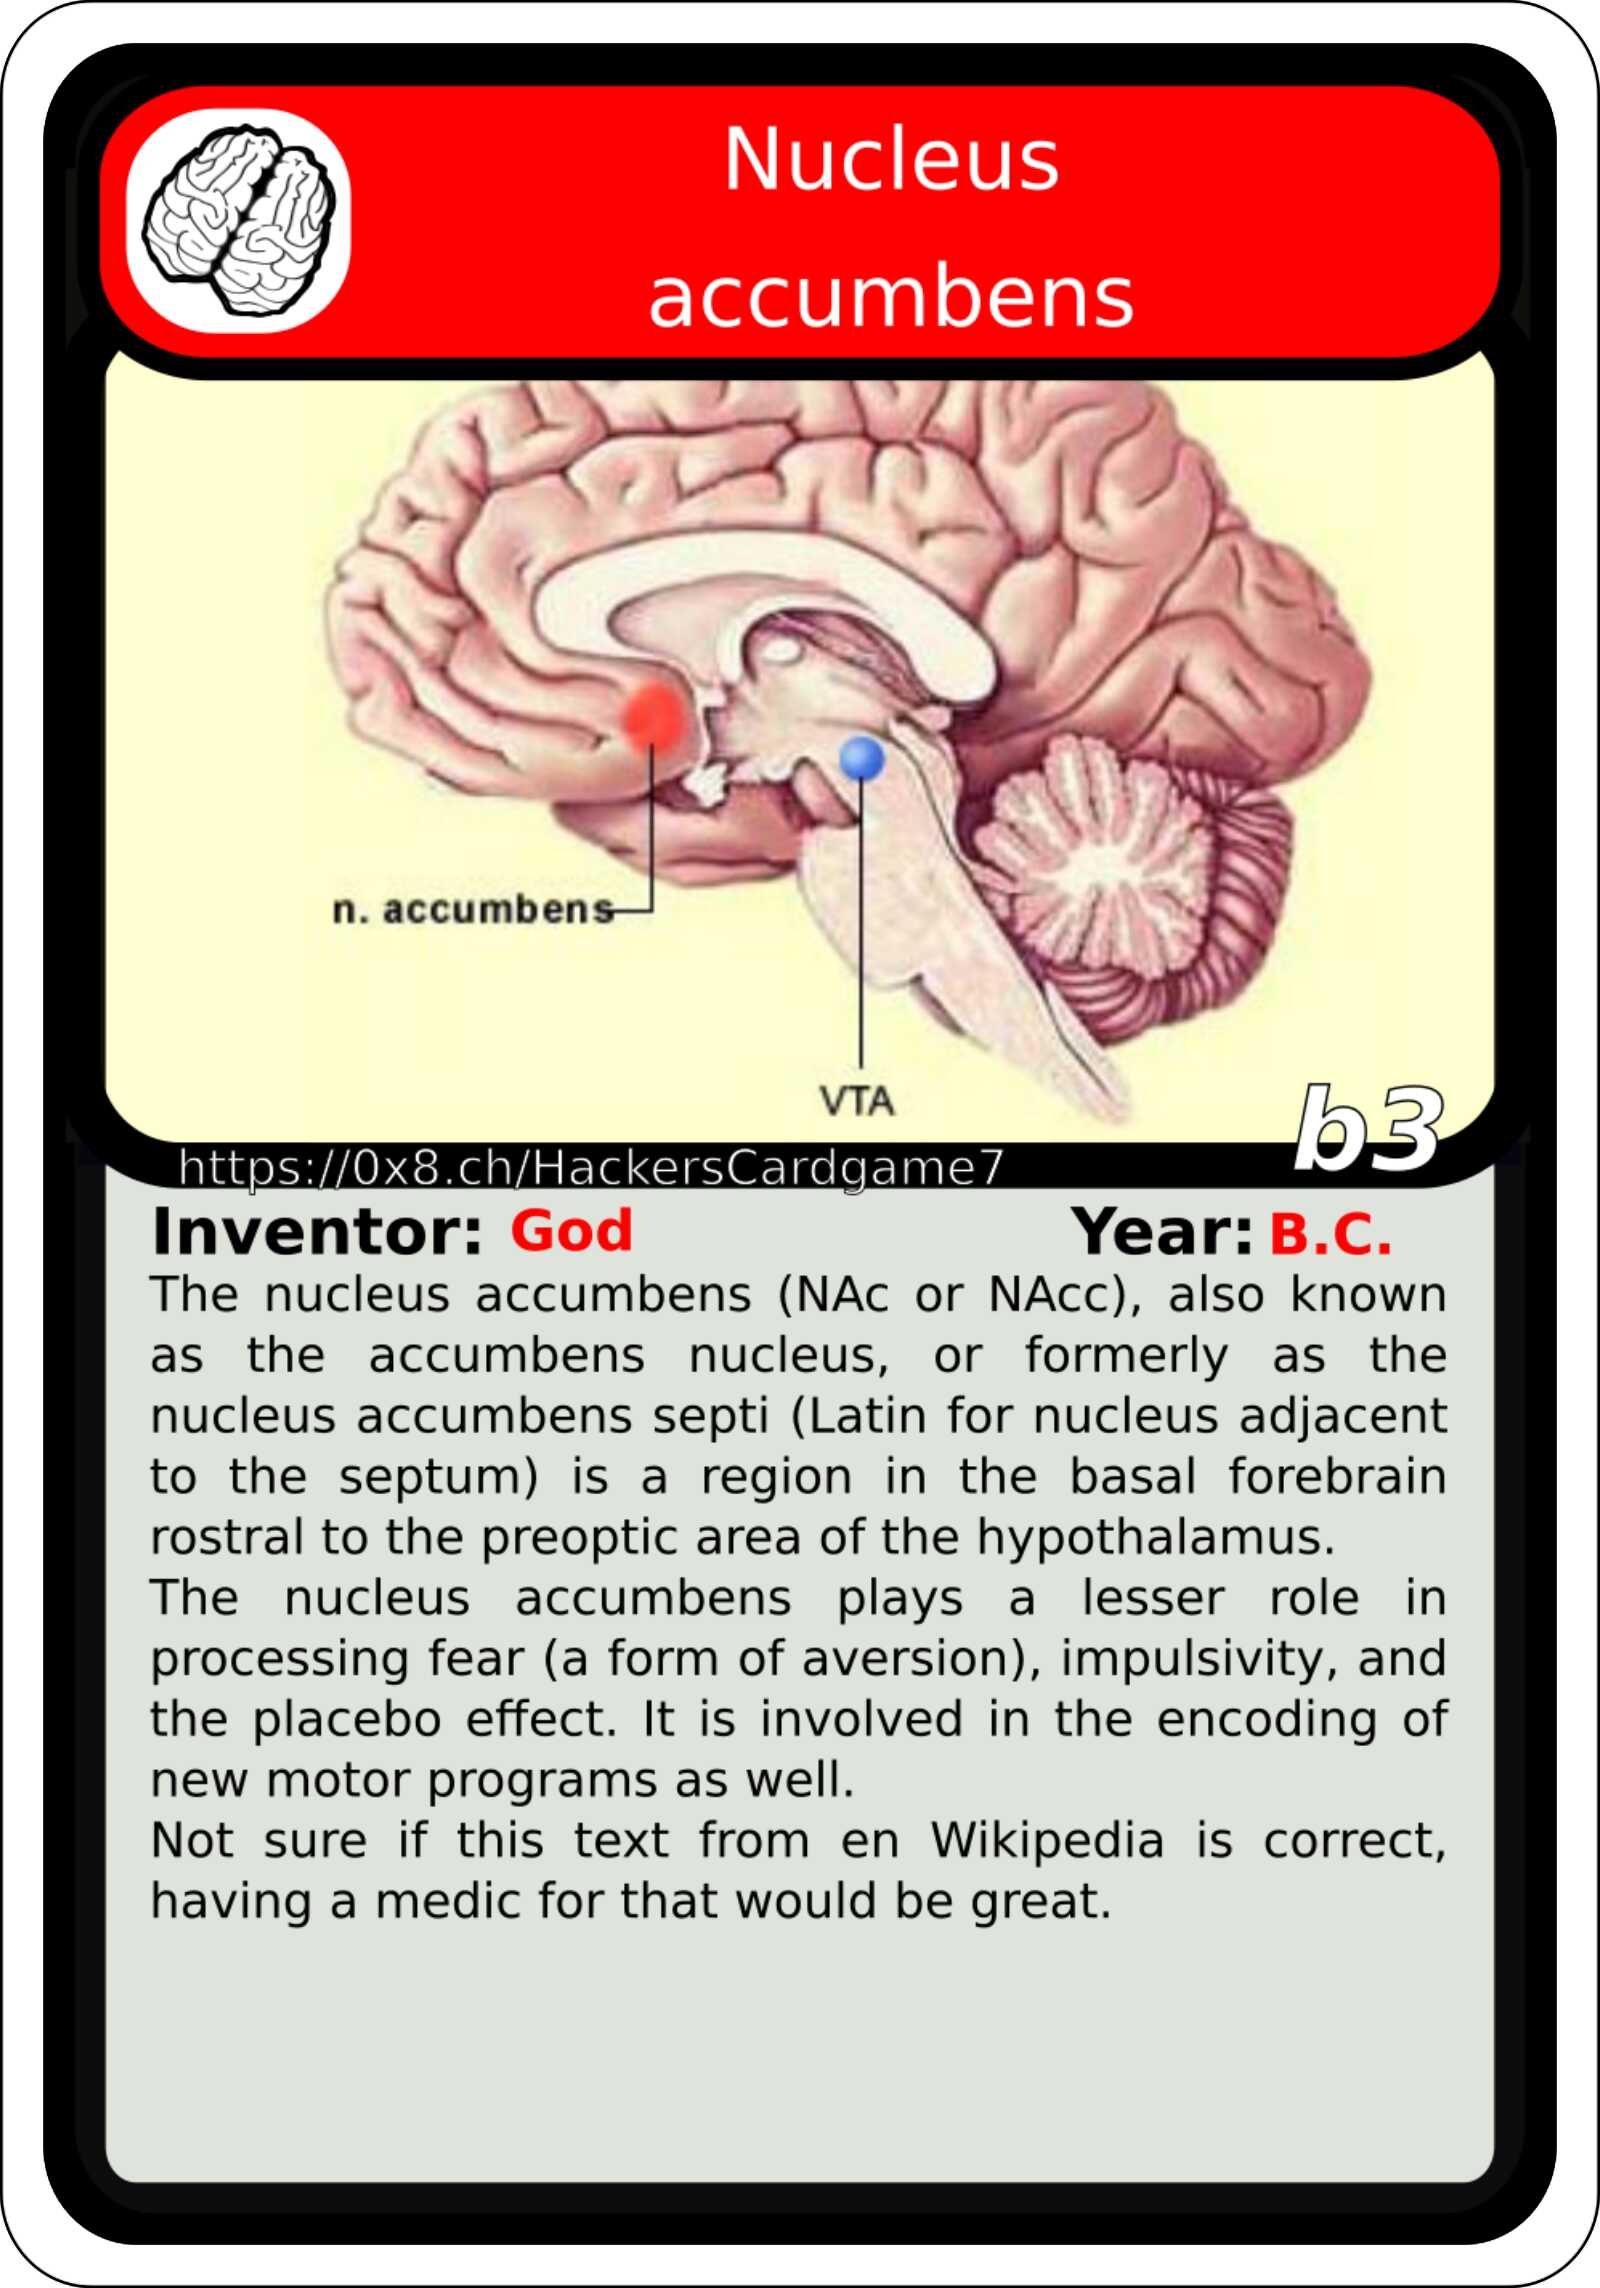 Nucleus
accumbens
n. accumbens
VTA
b3
https://0x8.ch/HackersCardgame7
Inventor: God Year: B.C.
The nucleus accumbens (NAc or NAcc), also known
as the accumbens nucleus, or formerly as the
nucleus accumbens septi (Latin for nucleus adjacent
to the septum) is a region in the basal forebrain
rostral to the preoptic area of the hypothalamus.
The nucleus accumbens plays a lesser role in
processing fear (a form of aversion), impulsivity, and
the placebo effect. It is involved in the encoding of
new motor programs as well.
Not sure if this text from en Wikipedia is correct,
having a medic for that would be great.